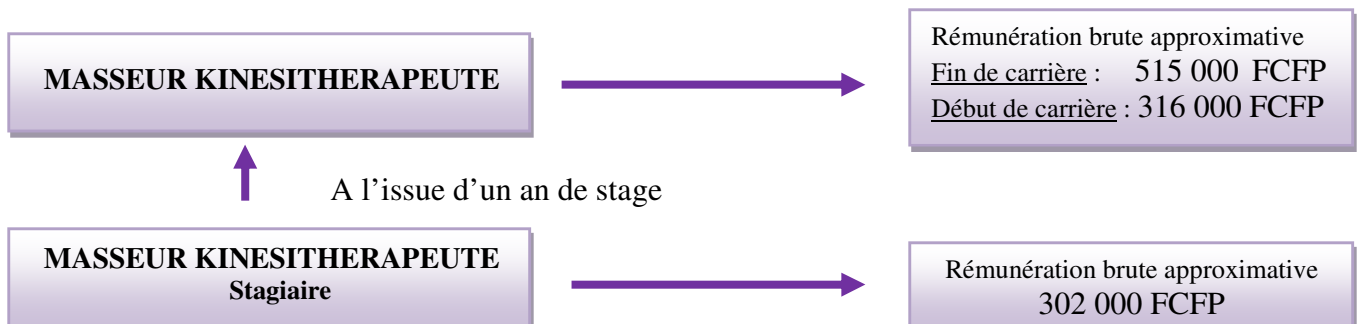 MASSEUR KINESITHERAPEUTE
Rémunération brute approximative
Fin de carrière : 515 000 FCFP
Début de carrière : 316 000 FCFP
A l’issue d’un an de stage
MASSEUR KINESITHERAPEUTE
Stagiaire
Rémunération brute approximative
302 000 FCFP